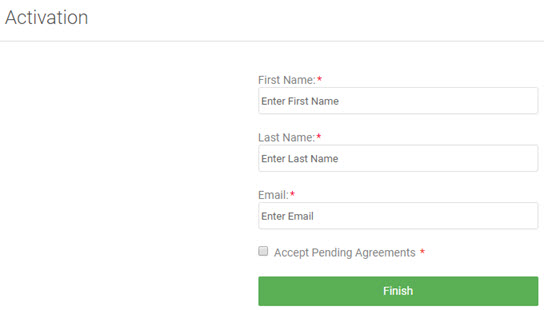 Activation
First Name:*
Enter First Name
Last Name:*
Enter Last Name
Email:*
Enter Email
Accept Pending Agreements *
Finish